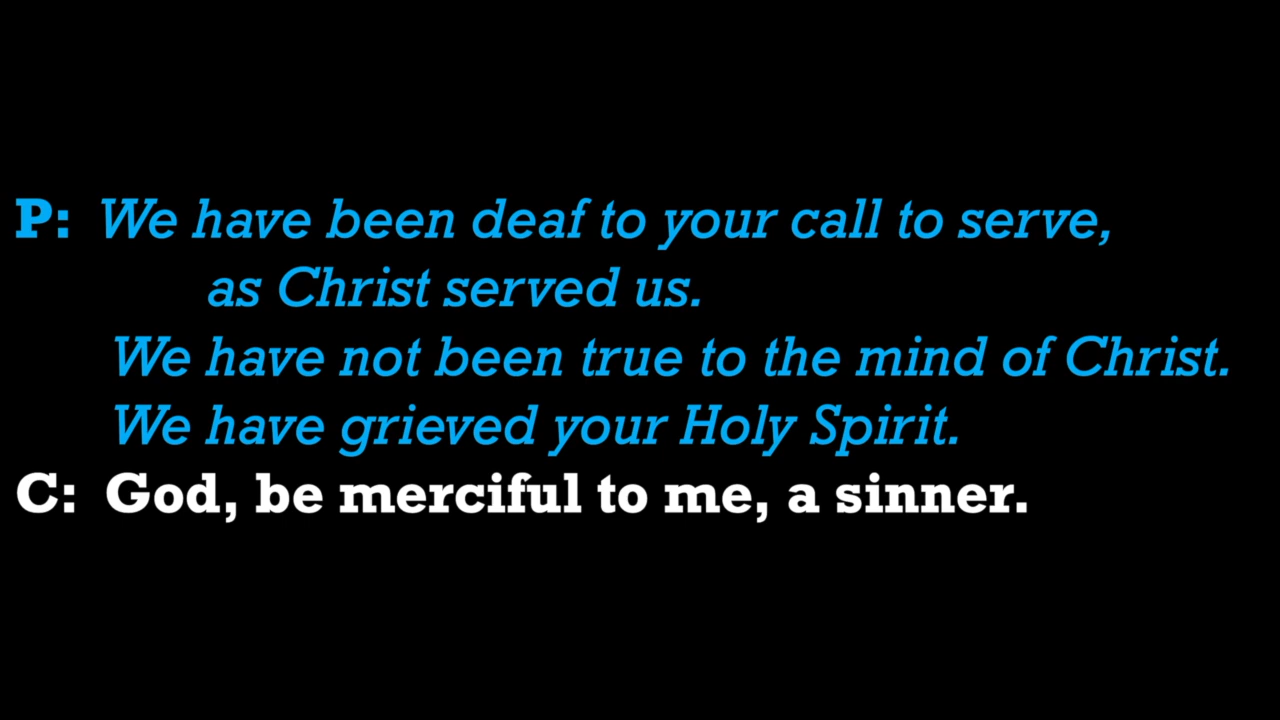 P: We have been deaf to your call to serve,
as Christ served us.
We have not been true to the mind of Christ.
We have grieved your Holy Spirit.
C: God, be merciful to me, a sinner.